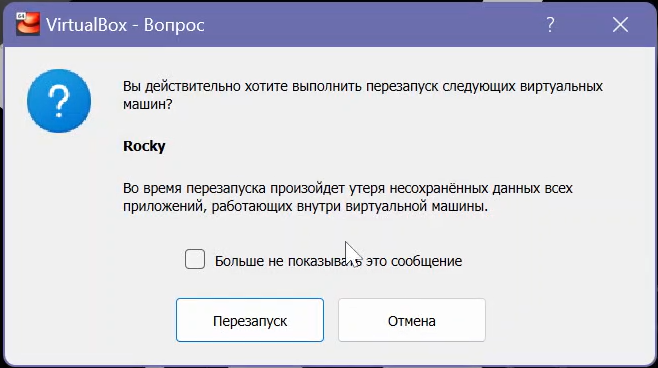 64
VirtualBox - Вопрос
?
?
Вы действительно хотите выполнить перезапуск следующих виртуальных
машин?
Rocky
Во время перезапуска произойдет утеря несохранённых данных всех
приложений, работающих внутри виртуальной машины.
Больше не показывать это сообщение
Перезапуск
Отмена